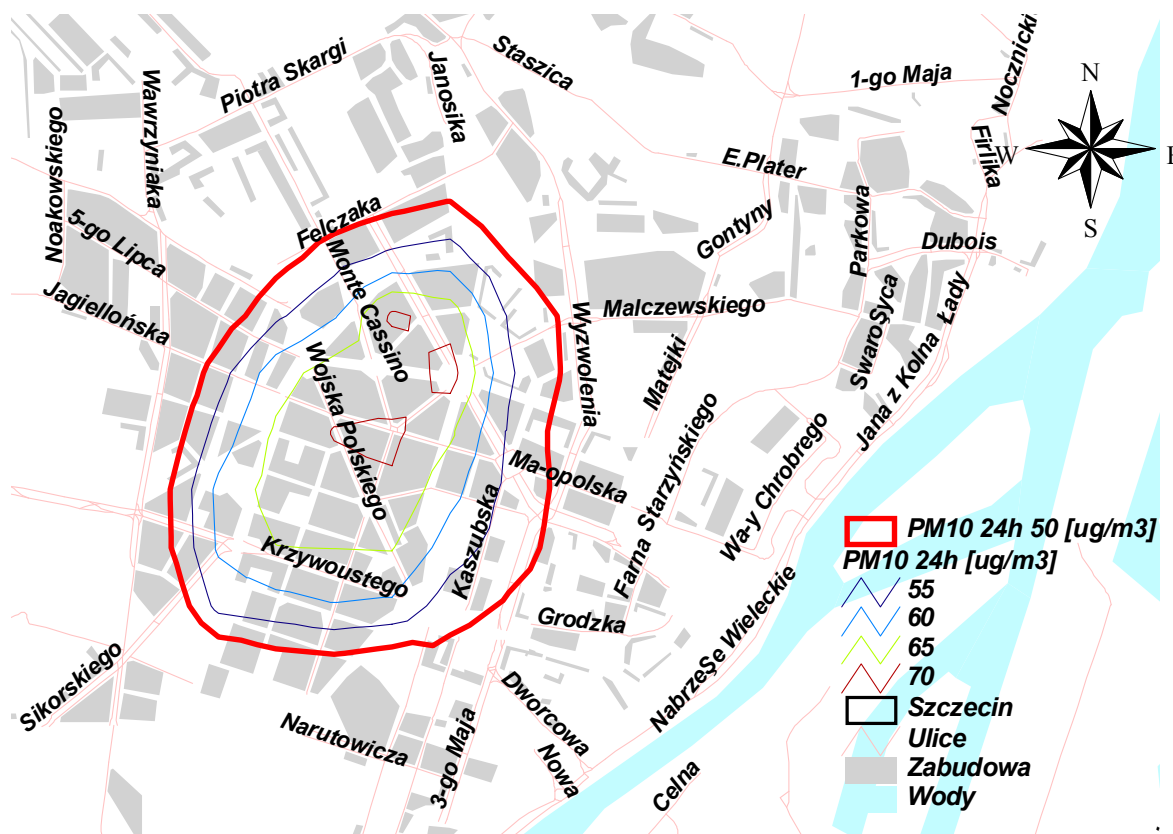 Piotra Skargi
Janosika
Staszica
1-go Maja
Nocznicki
N
W
E
S
Wawrzyniaka
Noakowskiego
E.Plater
Firlika
5-go Lipca
Felczaka
Gontyny
Parkowa
Dubois
Jagiellońska
Monte Cassino
Malczewskiego
SwaroSyca
Wyzwolenia
Jana z Kolna Łady
Wojska Polskiego
Matejki
Ma-opolska
Farna Starzyńskiego
Wa-y Chrobrego
Kaszubska
Krzywoustego
Grodzka
Nabrzeşe Wieleckie
Sikorskiego
Narutowicza
3-go Maja
Dworcowa
Nowa
Celna
PM10 24h 50 [ug/m3]
PM10 24h [ug/m3]
55
60
65
70
Szczecin
Ulice
Zabudowa
Wody